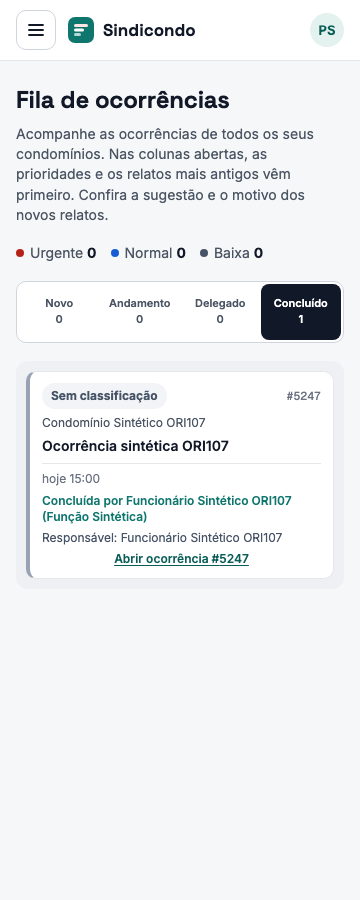 Sindicondo
PS
Fila de ocorrências
Acompanhe as ocorrências de todos os seus
condomínios. Nas colunas abertas, as
prioridades e os relatos mais antigos vêm
primeiro. Confira a sugestão e o motivo dos
novos relatos.
Urgente 0 Normal 0 Baixa 0
Novo Andamento Delegado Concluído
0 0 0 1
Sem classificação #5247
Condomínio Sintético ORI107
Ocorrência sintética ORI107
hoje 15:00
Concluída por Funcionário Sintético ORI107
(Função Sintética)
Responsável: Funcionário Sintético ORI107
Abrir ocorrência #5247